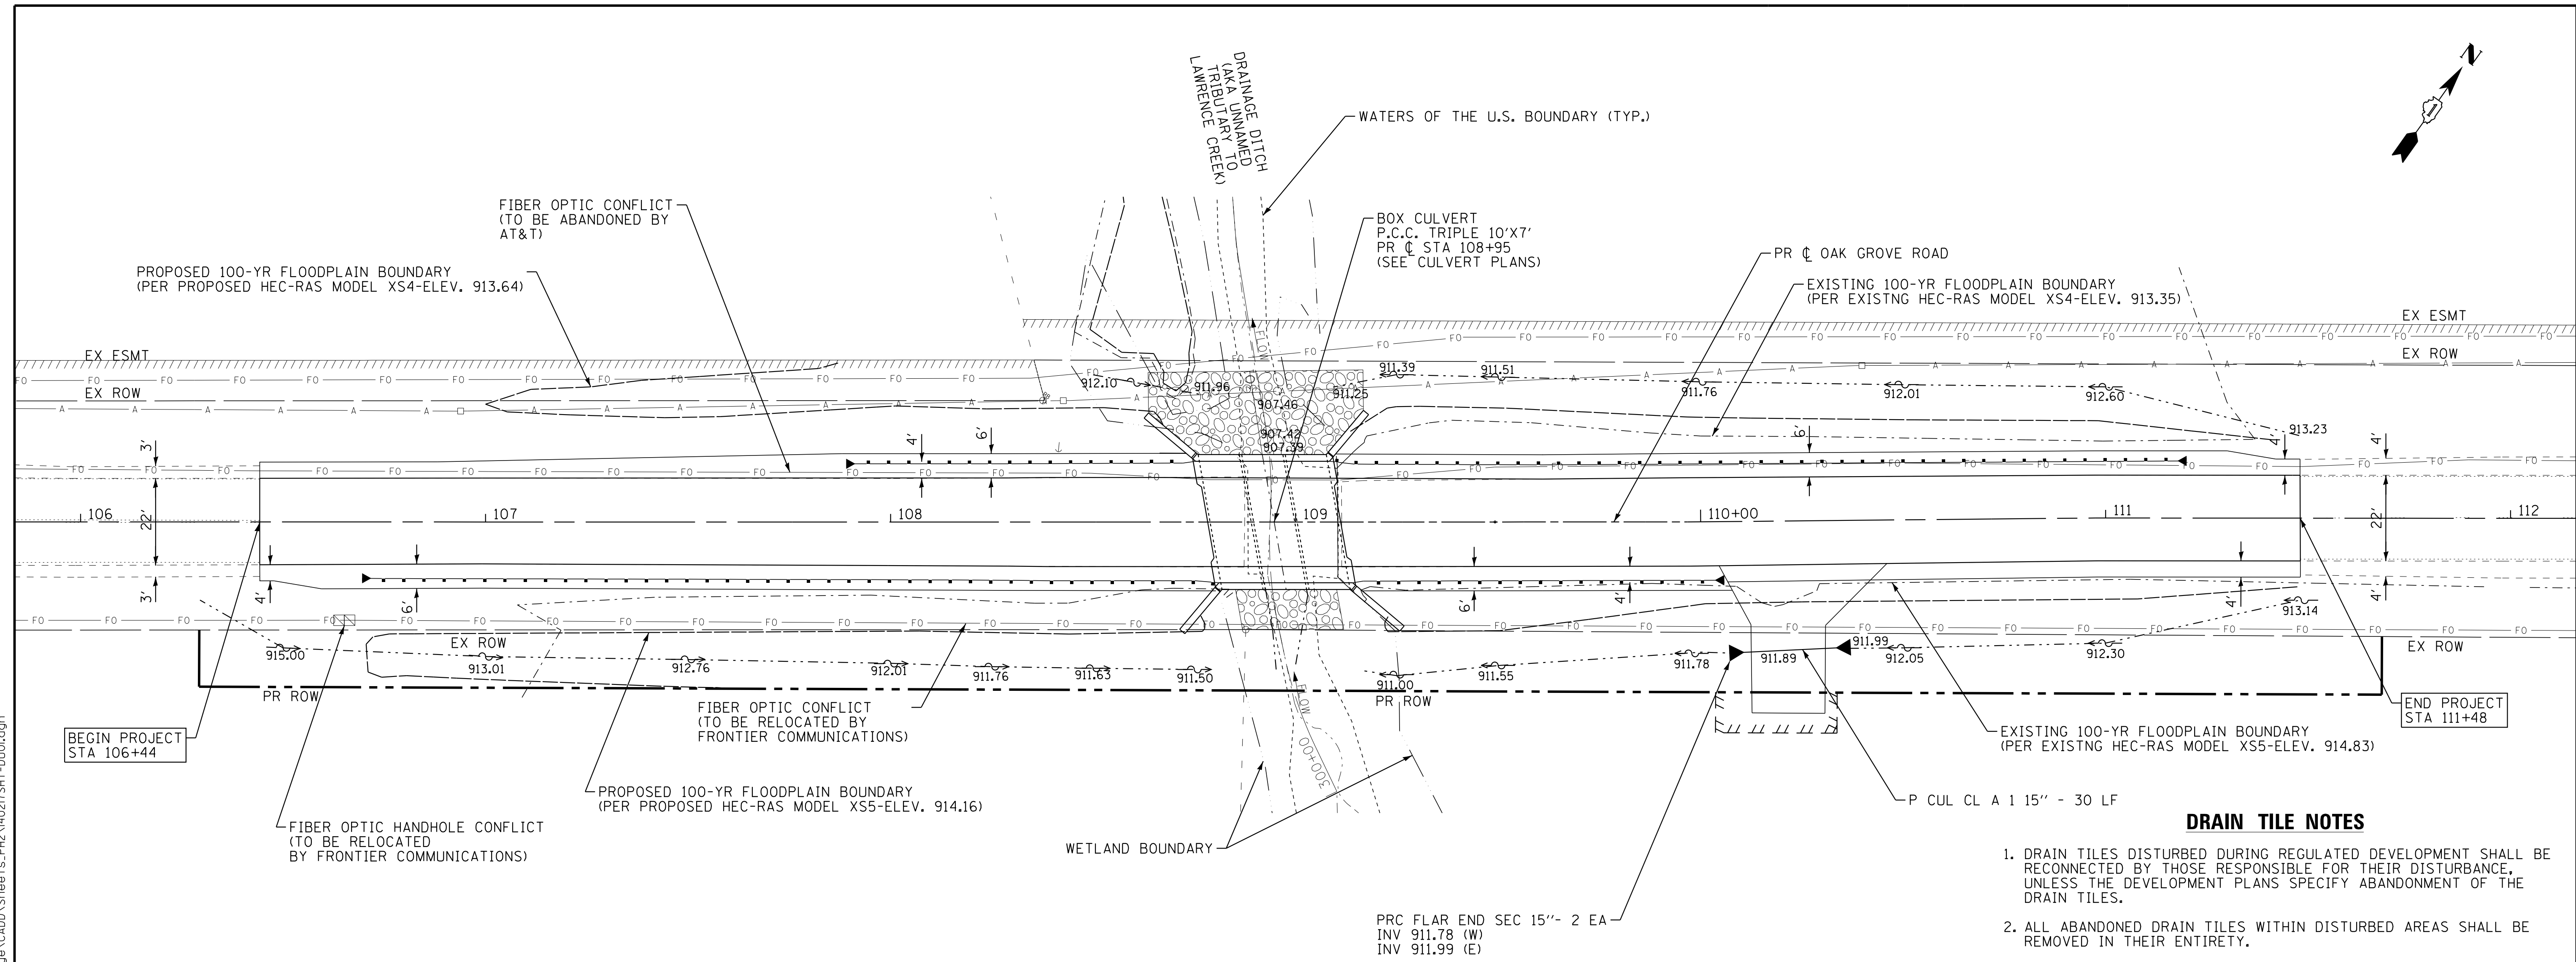 N
DRAINAGE DITCH
(AKA UNNAMED
TRIBUTARY TO
LAWRENCE CREEK)
WATERS OF THE U.S. BOUNDARY (TYP.)
FIBER OPTIC CONFLICT
(TO BE ABANDONED BY
AT&T)
BOX CULVERT
P.C.C. TRIPLE 10'X7'
PR ℄ STA 108+95
(SEE CULVERT PLANS)
PR ℄ OAK GROVE ROAD
PROPOSED 100-YR FLOODPLAIN BOUNDARY
(PER PROPOSED HEC-RAS MODEL XS4-ELEV. 913.64)
EXISTING 100-YR FLOODPLAIN BOUNDARY
(PER EXISTNG HEC-RAS MODEL XS4-ELEV. 913.35)
EX ESMT
EX ROW
EX ESMT
EX ROW
FLOW
912.10
911.96
907.46
911.25
911.39
911.51
911.76
912.01
912.60
913.23
907.42
907.39
3'
4'
6'
6'
4'
4'
106
107
108
109
110+00
111
112
22'
22'
3'
4'
6'
6'
4'
4'
4'
915.00
EX ROW
913.01
912.76
912.01
911.76
911.63
911.50
911.00
911.55
911.78
911.89
911.99
912.05
912.30
913.14
EX ROW
PR ROW
PR ROW
FLOW
300+00
BEGIN PROJECT
STA 106+44
FIBER OPTIC CONFLICT
(TO BE RELOCATED BY
FRONTIER COMMUNICATIONS)
END PROJECT
STA 111+48
EXISTING 100-YR FLOODPLAIN BOUNDARY
(PER EXISTNG HEC-RAS MODEL XS5-ELEV. 914.83)
PROPOSED 100-YR FLOODPLAIN BOUNDARY
(PER PROPOSED HEC-RAS MODEL XS5-ELEV. 914.16)
P CUL CL A 1 15" - 30 LF
FIBER OPTIC HANDHOLE CONFLICT
(TO BE RELOCATED
BY FRONTIER COMMUNICATIONS)
WETLAND BOUNDARY
PRC FLAR END SEC 15"- 2 EA
INV 911.78 (W)
INV 911.99 (E)
DRAIN TILE NOTES
1. DRAIN TILES DISTURBED DURING REGULATED DEVELOPMENT SHALL BE
RECONNECTED BY THOSE RESPONSIBLE FOR THEIR DISTURBANCE,
UNLESS THE DEVELOPMENT PLANS SPECIFY ABANDONMENT OF THE
DRAIN TILES.
2. ALL ABANDONED DRAIN TILES WITHIN DISTURBED AREAS SHALL BE
REMOVED IN THEIR ENTIRETY.